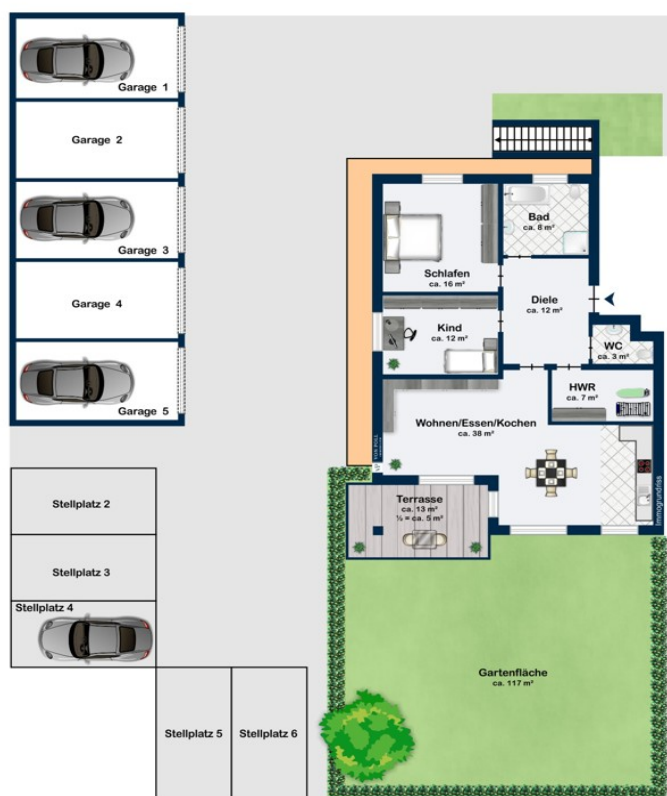 Garage 1
Garage 2
Garage 3
Garage 4
Garage 5
Bad
ca. 8 m²
Schlafen
ca. 16 m²
Diele
ca. 12 m²
Kind
ca. 12 m²
WC
ca. 3 m²
HWR
ca. 7 m²
Wohnen/Essen/Kochen
ca. 38 m²
Immogrundriss
Terrasse
ca. 13 m²
½ = ca. 5 m²
Stellplatz 2
Stellplatz 3
Stellplatz 4
Stellplatz 5
Stellplatz 6
Gartenfläche
ca. 117 m²